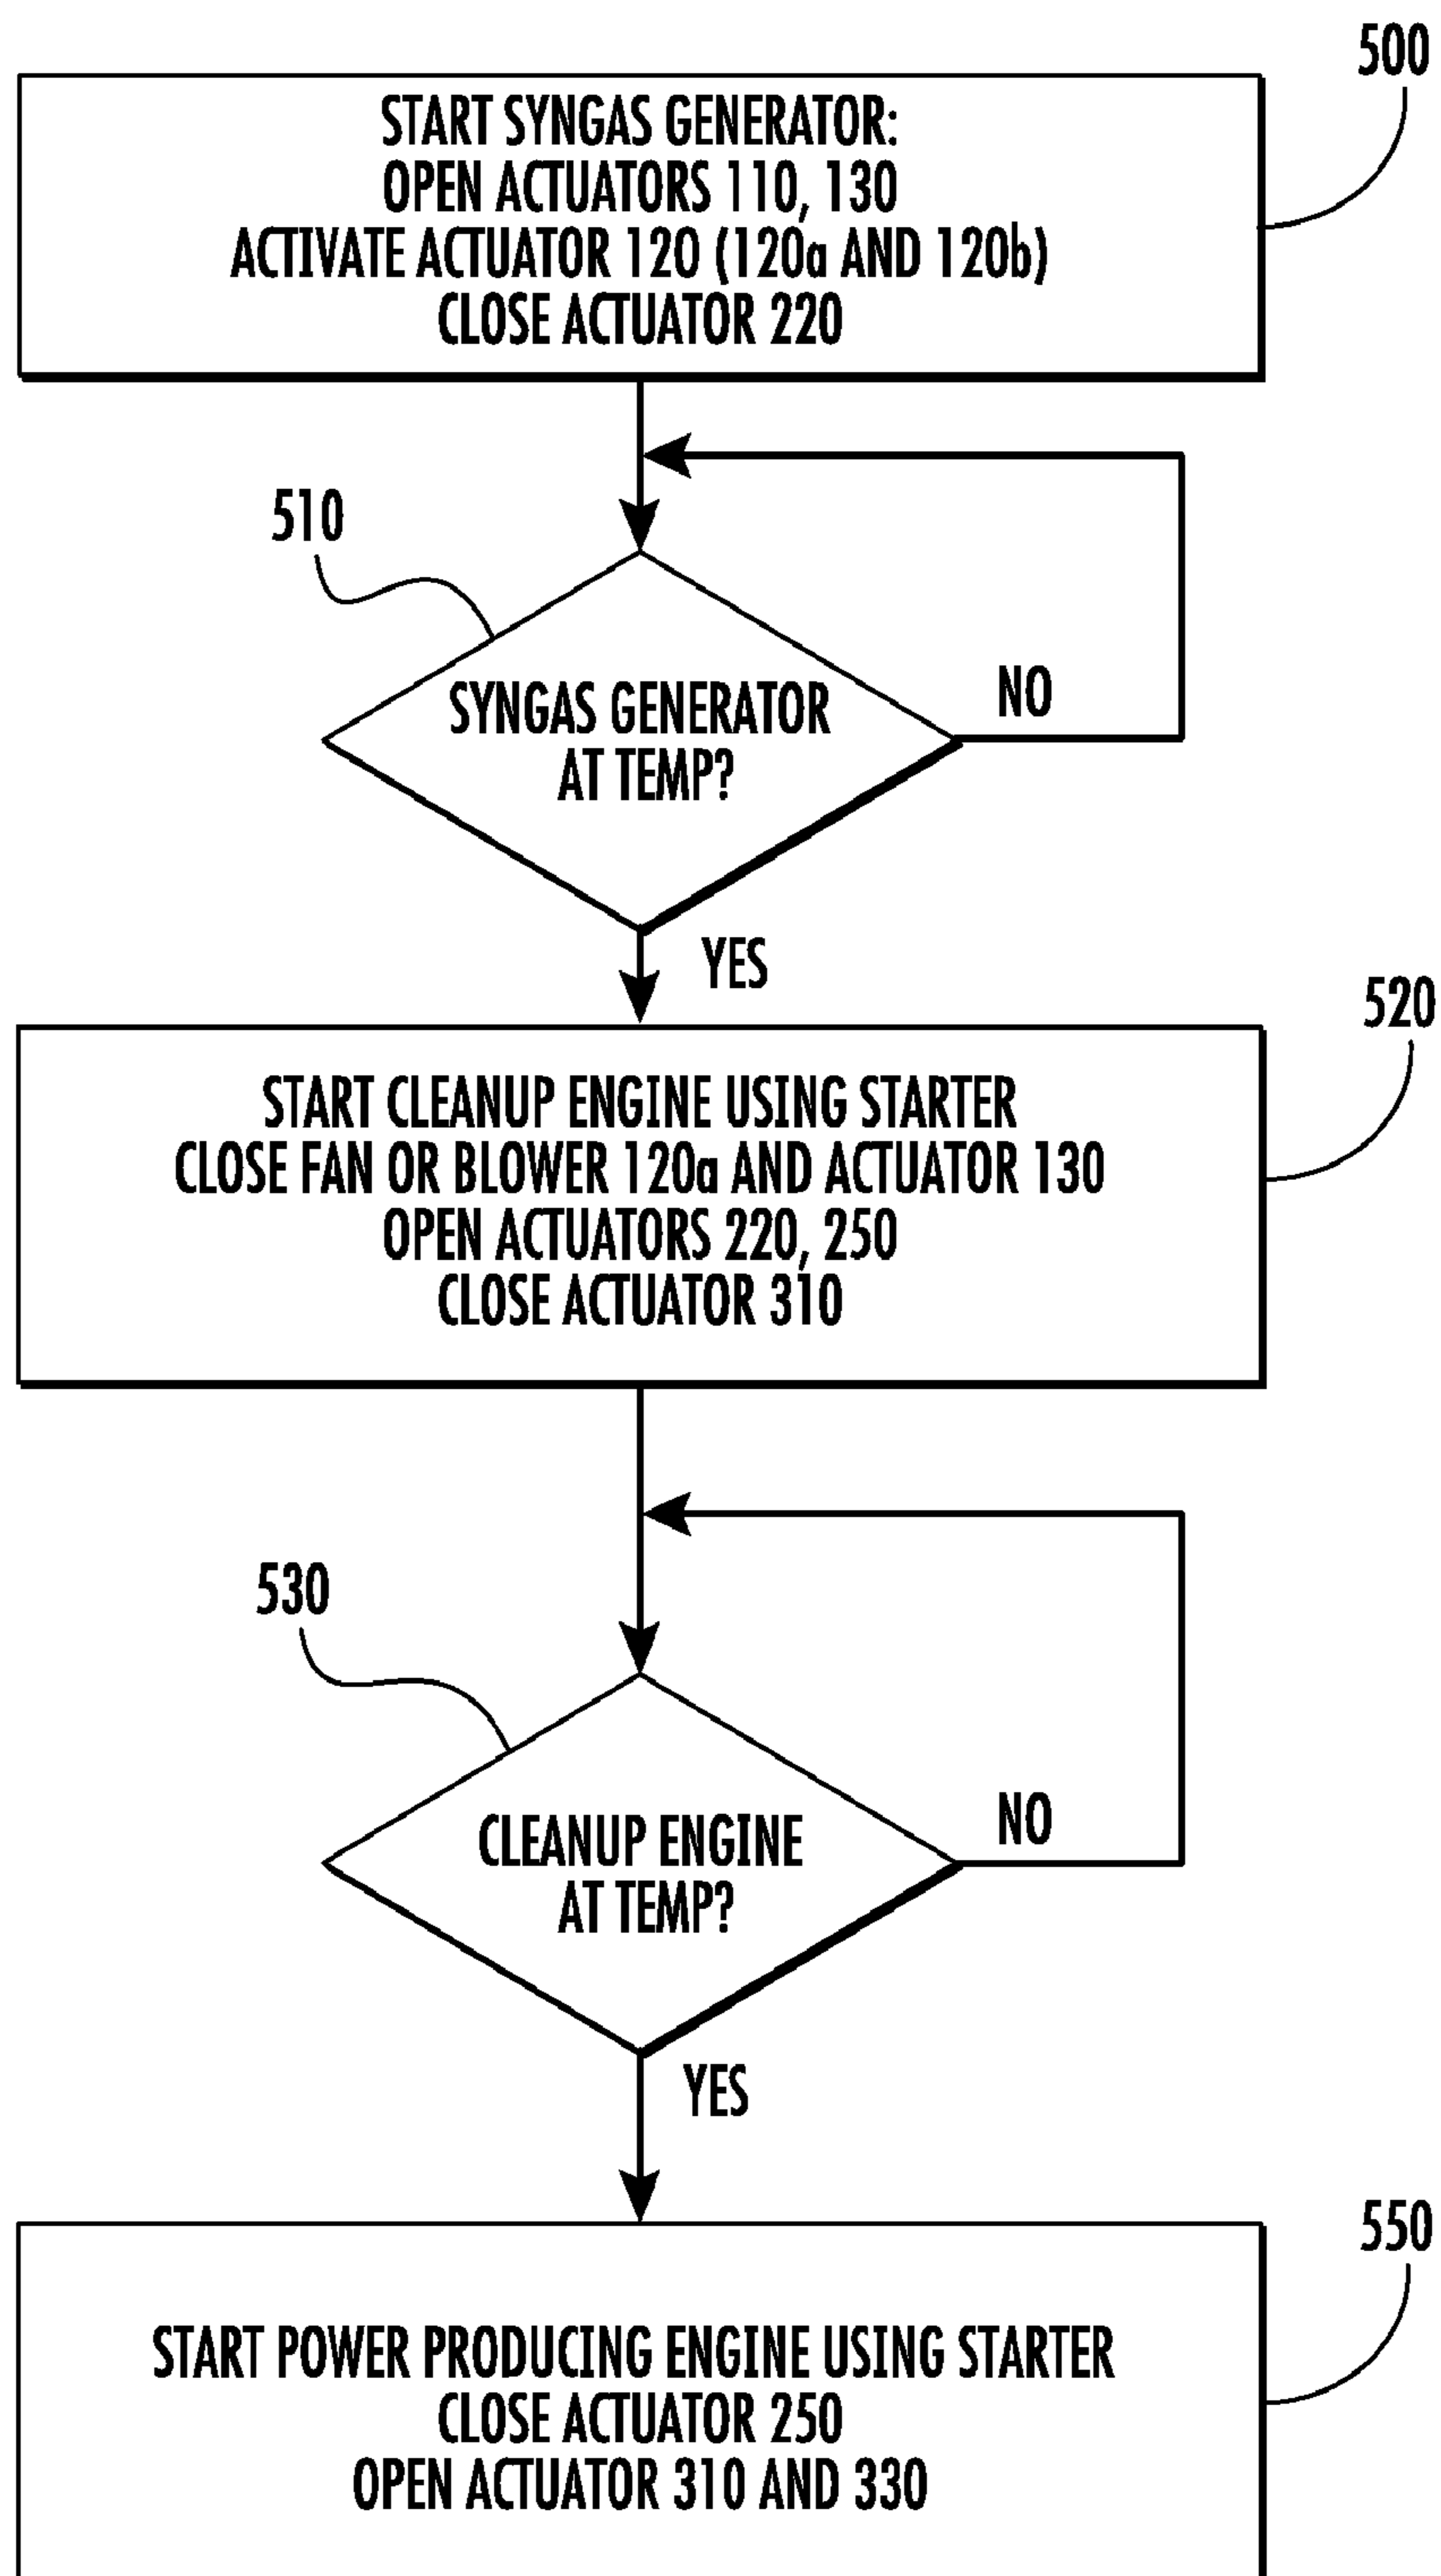 500
START SYNGAS GENERATOR:
OPEN ACTUATORS 110, 130
ACTIVATE ACTUATOR 120 (120a AND 120b)
CLOSE ACTUATOR 220
510
SYNGAS GENERATOR
AT TEMP?
NO
YES
520
START CLEANUP ENGINE USING STARTER
CLOSE FAN OR BLOWER 120a AND ACTUATOR 130
OPEN ACTUATORS 220, 250
CLOSE ACTUATOR 310
530
CLEANUP ENGINE
AT TEMP?
NO
YES
550
START POWER PRODUCING ENGINE USING STARTER
CLOSE ACTUATOR 250
OPEN ACTUATOR 310 AND 330